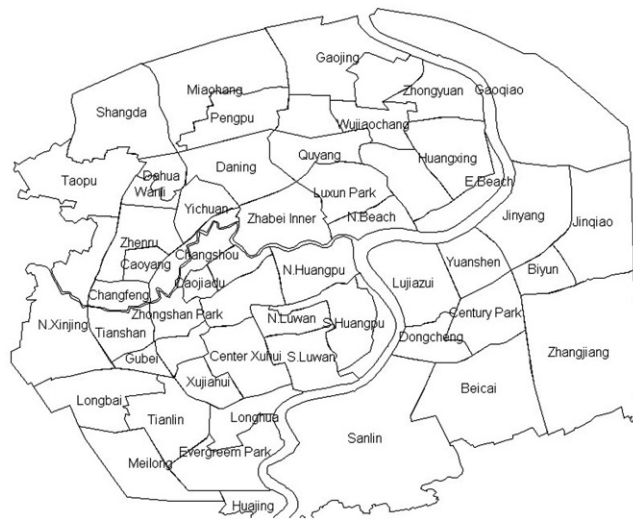 Gaojing
Miaohang
Zhongyuan
Gaoqiao
Shangda
Pengpu
Wujiaochang
Quyang
Huangxing
Daning
Dahua
Taopu
Wanli
E.Beach
Luxun Park
Yichuan
N.Beach
Zhabei Inner
Jinyang
Jinqiao
Zhenru
Changshou
Yuanshen
Caoyang
N.Huangpu
Biyun
Caojiadu
Lujiazui
Changfeng
Zhongshan Park
Century Park
N.Luwan
N.Xinjing
S.Huangpu
Tianshan
Dongcheng
Gubei
Center Xuhui
S.Luwan
Zhangjiang
Xujiahui
Beicai
Longbai
Tianlin
Longhua
Sanlin
Evergreem Park
Meilong
Huajing